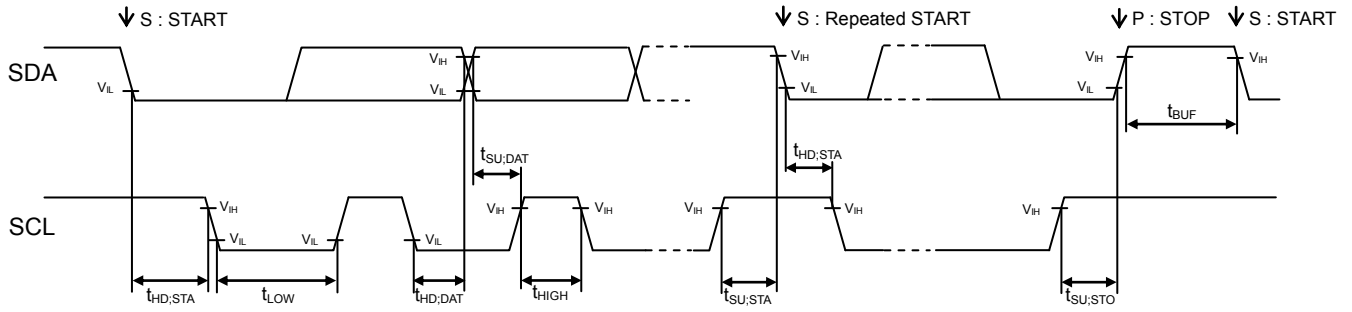 S : START
S : Repeated START
P : STOP
S : START
SDA
VIL
VIH
VIL
VIH
VIL
VIH
VIL
VIH
tBUF
tSU;DAT
tHD;STA
SCL
VIH
VIL
VIL
VIL
VIH
VIH
VIH
VIH
VIH
tHD;STA
tLOW
tHD;DAT
tHIGH
tSU;STA
tSU;STO